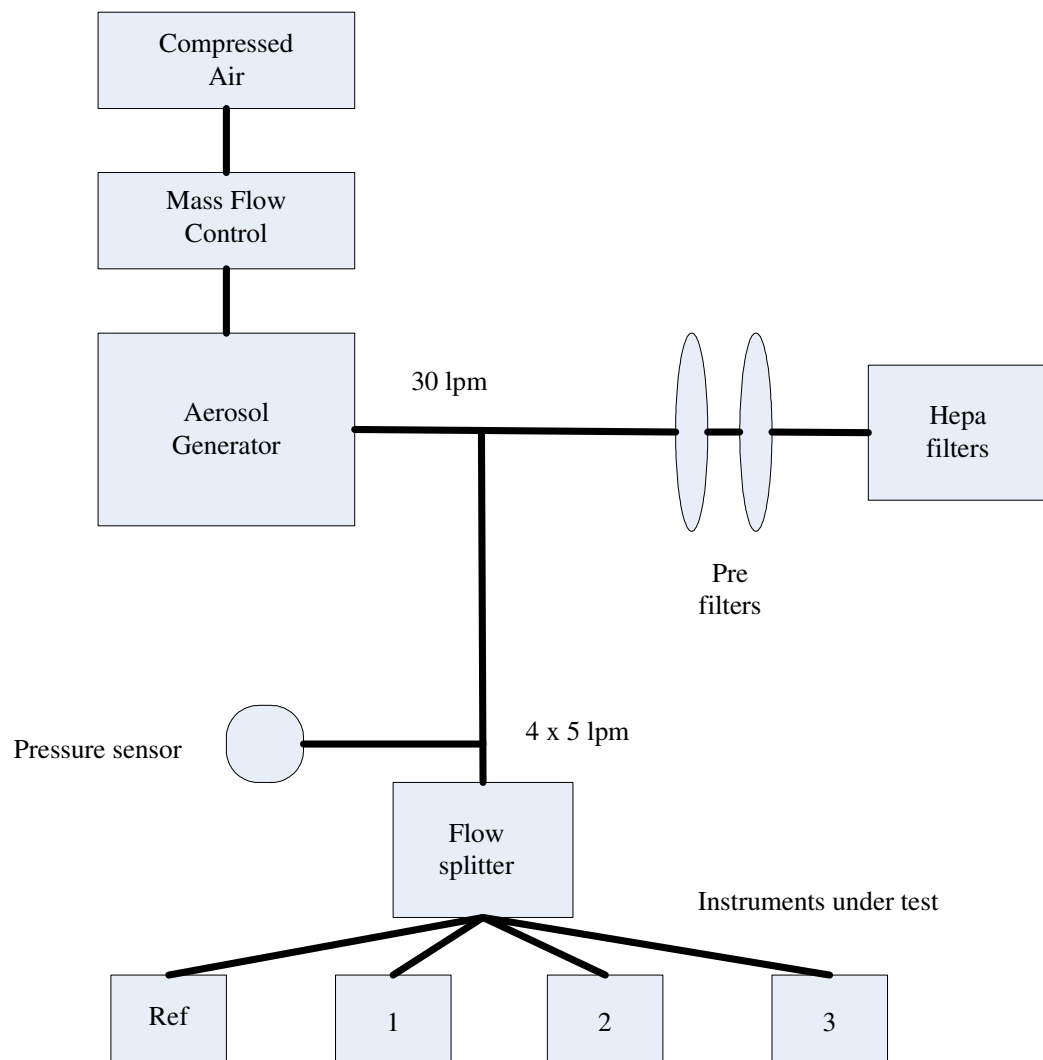 Compressed
Air
Mass Flow
Control
Aerosol
Generator
30 lpm
Hepa
filters
Pre
filters
Pressure sensor
4 x 5 lpm
Flow
splitter
Instruments under test
Ref
1
2
3